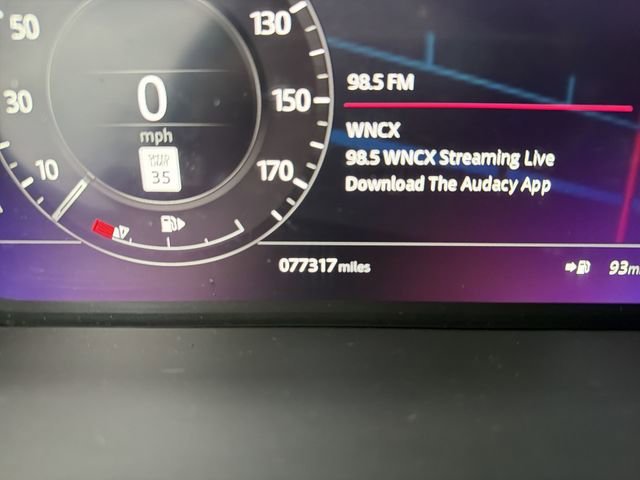 50
130
98.5 FM
30
0
150
mph
WNCX
98.5 WNCX Streaming Live
10
35
170
Download The Audacy App
077317 miles
93